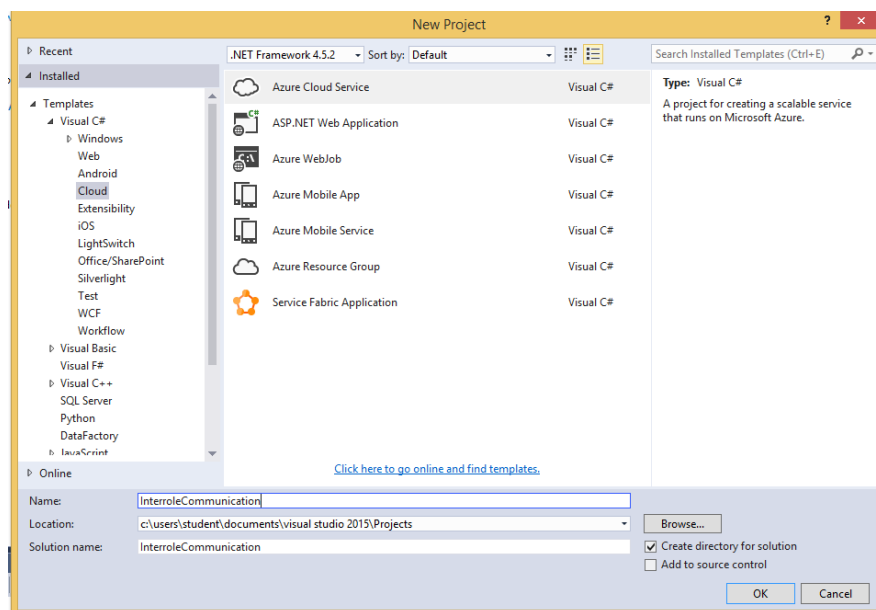 New Project
?
Recent
.NET Framework 4.5.2
Sort by: Default
Search Installed Templates (Ctrl+E)
Installed
Templates
Visual C#
Windows
Web
Android
Cloud
Extensibility
iOS
LightSwitch
Office/SharePoint
Silverlight
Test
WCF
Workflow
Visual Basic
Visual F#
Visual C++
SQL Server
Python
DataFactory
JavaScript
Online
Azure Cloud Service Visual C#
ASP.NET Web Application Visual C#
Azure WebJob Visual C#
Azure Mobile App Visual C#
Azure Mobile Service Visual C#
Azure Resource Group Visual C#
Service Fabric Application Visual C#
Click here to go online and find templates.
Type: Visual C#
A project for creating a scalable service
that runs on Microsoft Azure.
Name: InterroleCommunication
Location: c:\users\student\documents\visual studio 2015\Projects
Browse...
Solution name: InterroleCommunication
Create directory for solution
Add to source control
OK Cancel